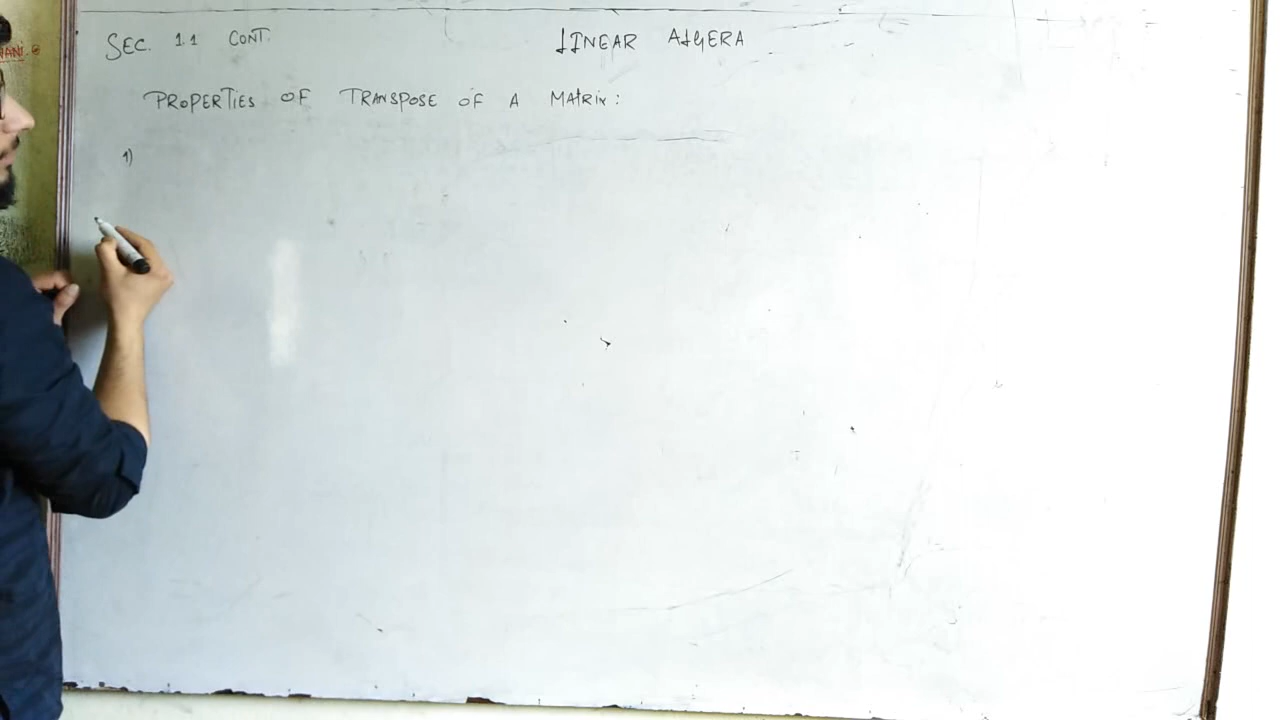 SEC. 1.1 CONT.
LINEAR ALGERA
PROPERTIES OF TRANSPOSE OF A MATRIX:
1)